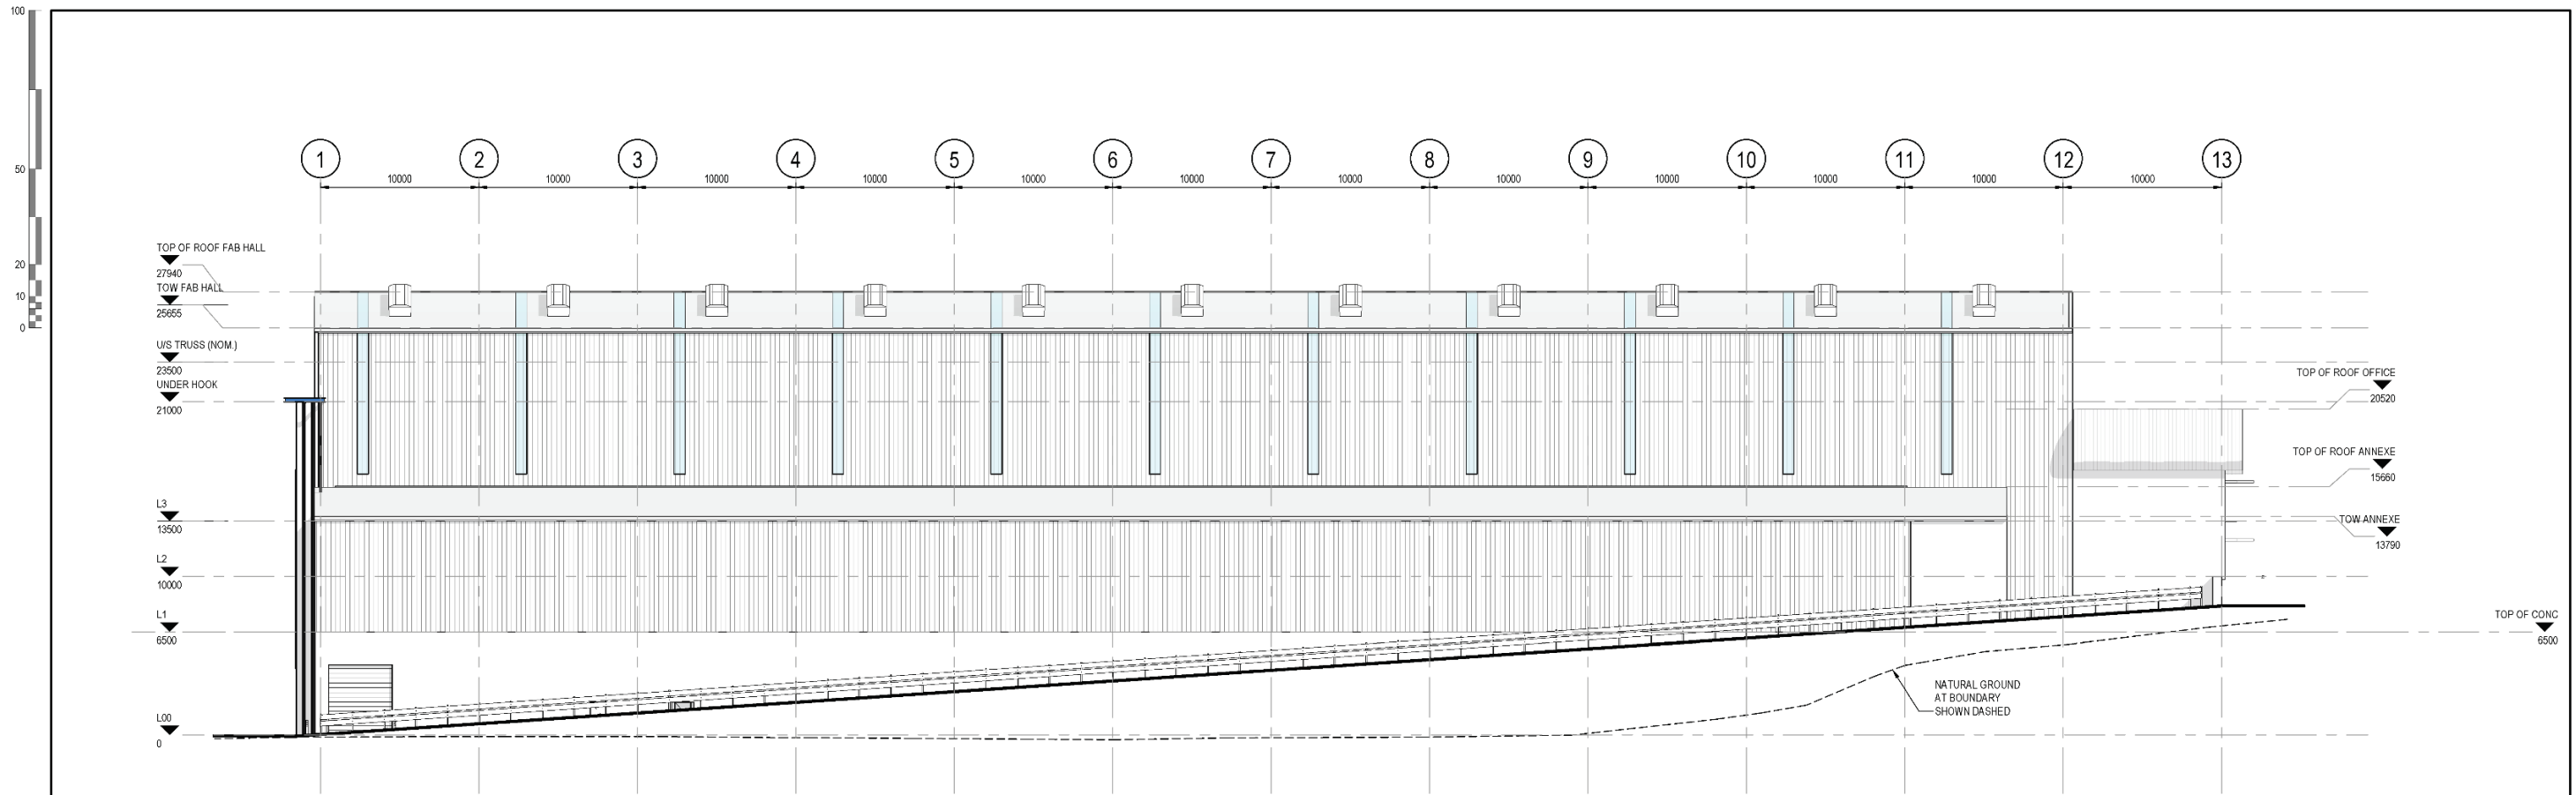 100
50
20
10
0
1 2 3 4 5 6 7 8 9 10 11 12 13
10000 10000 10000 10000 10000 10000 10000 10000 10000 10000 10000 10000
TOP OF ROOF FAB HALL
27940
TOW FAB HALL
25655
U/S TRUSS (NOM.)
23500
UNDER HOOK
21000
L3
13500
L2
10000
L1
6500
L00
0
TOP OF ROOF OFFICE
20520
TOP OF ROOF ANNEXE
15660
TOW ANNEXE
13790
TOP OF CONC
6500
NATURAL GROUND
AT BOUNDARY
SHOWN DASHED